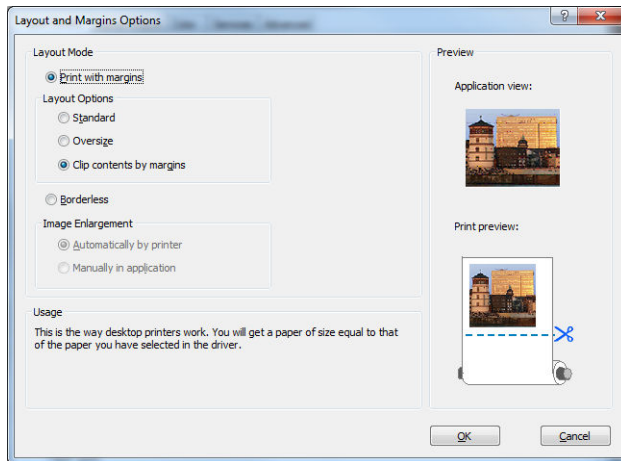 Layout and Margins Options
Layout Mode
Print with margins
Layout Options
Standard
Oversize
Clip contents by margins
Borderless
Image Enlargement
Automatically by printer
Manually in application
Usage
This is the way desktop printers work. You will get a paper of size equal to that
of the paper you have selected in the driver.
Preview
Application view:
Print preview:
OK
Cancel